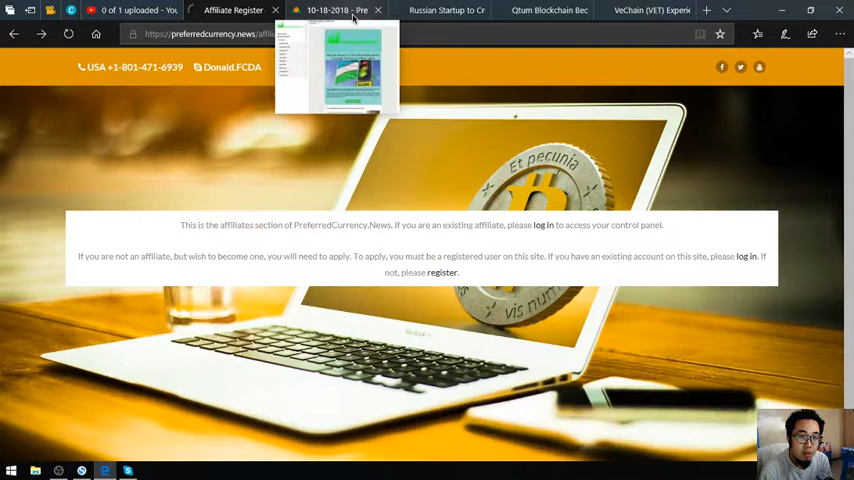 0 of 1 uploaded - You
Affiliate Register
10-18-2018 - Pre
Russian Startup to Cr
Qtum Blockchain Bec
VeChain (VET) Experie
https://preferredcurrency.news/affili
USA +1-801-471-6939
Donald.FCDA
Et pecunia
vis nu
This is the affiliates section of PreferredCurrency.News. If you are an existing affiliate, please log in to access your control panel.
If you are not an affiliate, but wish to become one, you will need to apply. To apply, you must be a registered user on this site. If you have an existing account on this site, please log in. If
not, please register.